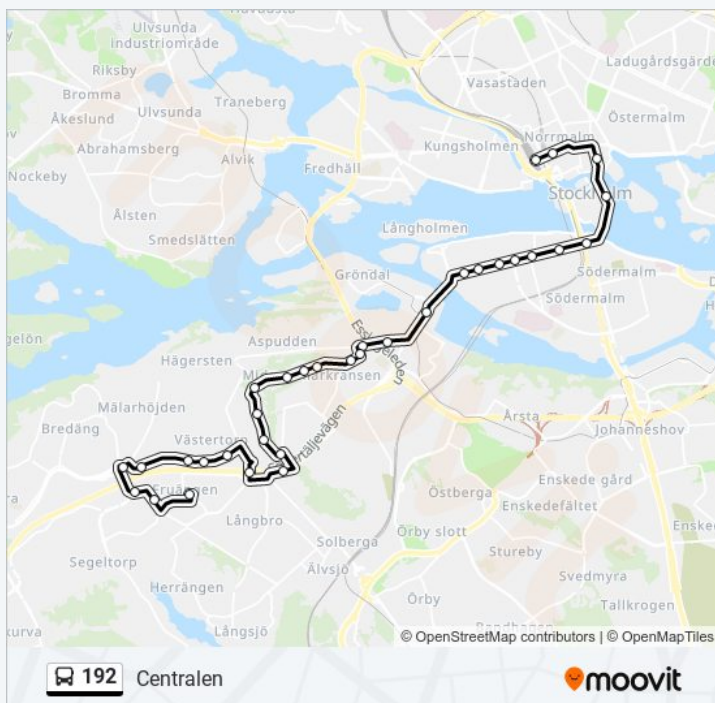 Ulvsunda
industriområde
Ladugårdsgärde
Riksby
Vasastaden
Bromma
Traneberg
Ulvsunda
Åkeslund
Östermalm
Norrmalm
Abrahamsberg
Alvik
Kungsholmen
Fredhäll
Nockeby
Stockholm
Ålsten
Långholmen
Smedslätten
Gröndal
Södermalm
Södermalm
Aspudden
Essingeleden
Hägersten
Mälarhöjden
Årsta
Bredäng
Johanneshov
Västertorp
Enskede gård
Fruängen
Östberga
Långbro
Enskedefältet
Solberga
Örby slott
Segeltorp
Stureby
Älvsjö
Herrängen
Svedmyra
Örby
Tallkrogen
Långsjö
© OpenStreetMap contributors | © OpenMapTiles
192 Centralen
moovit